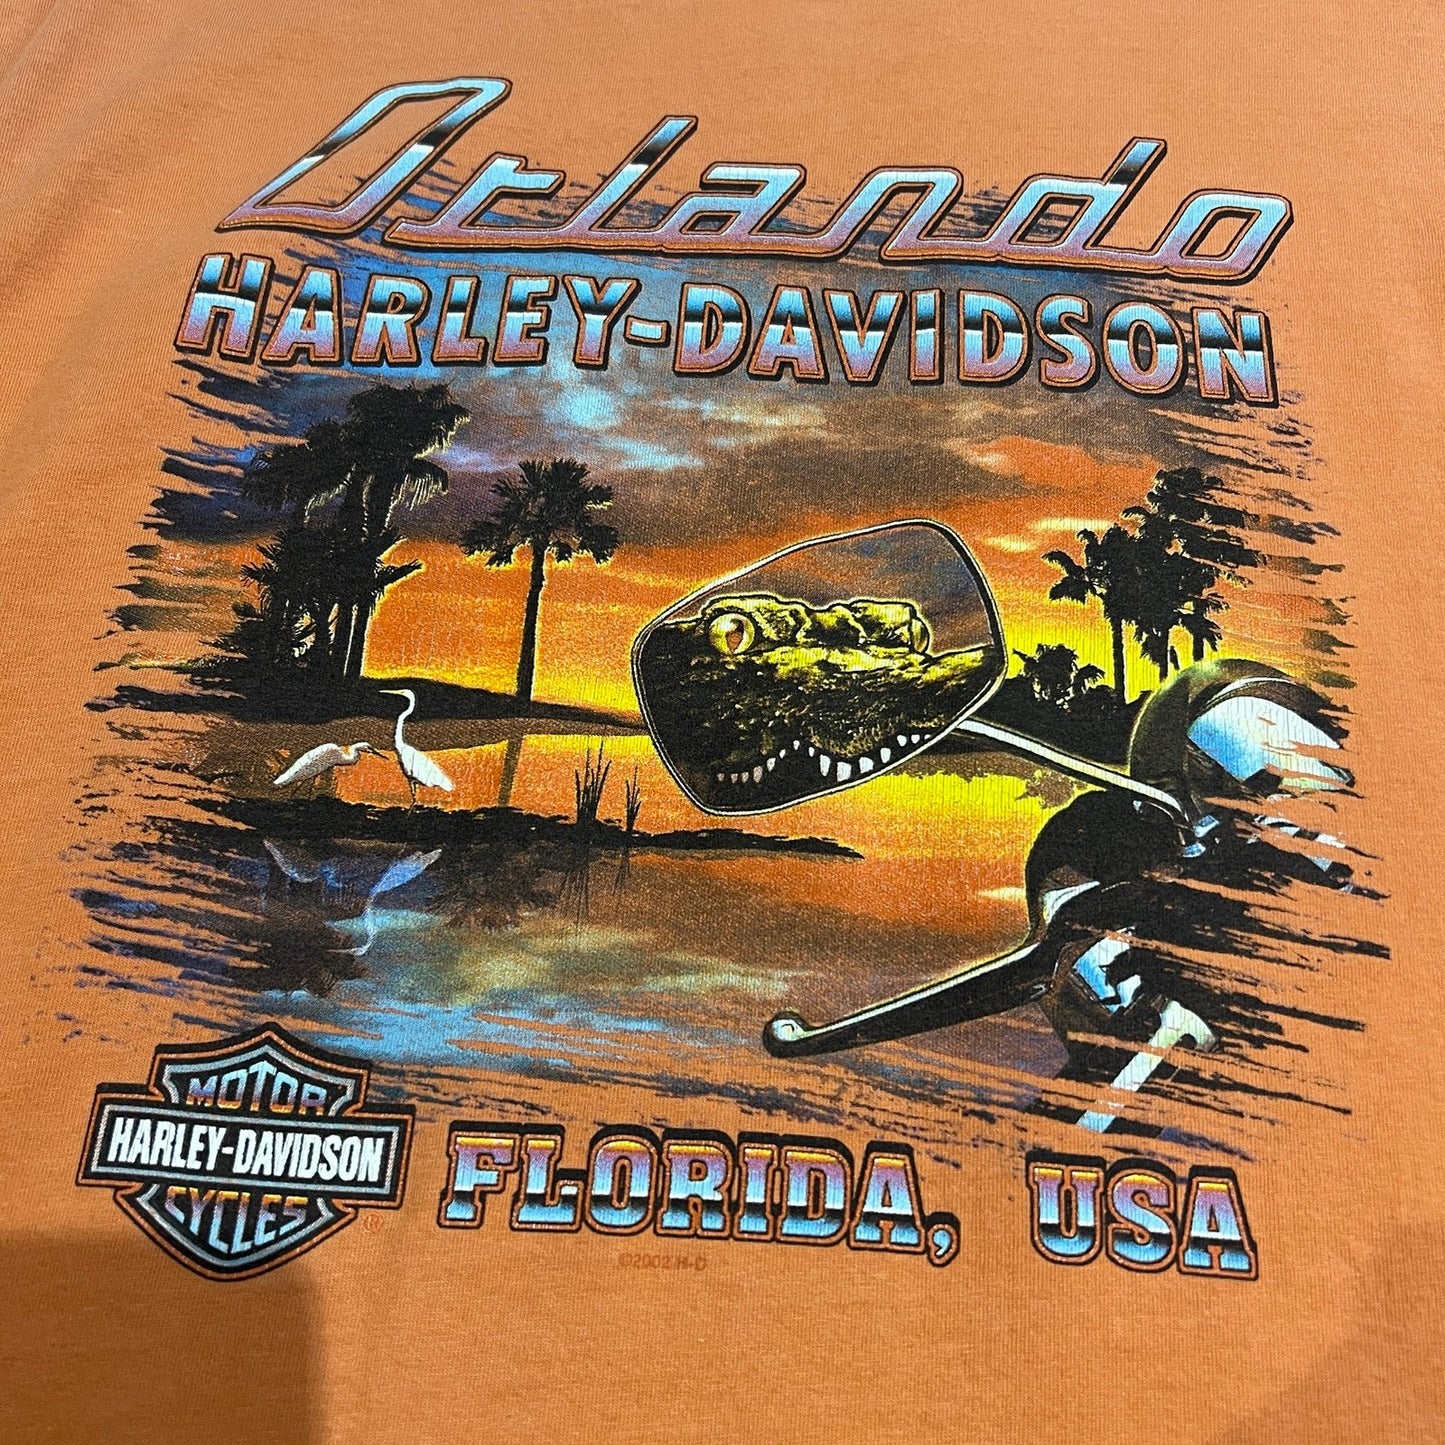 Orlando
HARLEY-DAVIDSON
MOTOR
HARLEY-DAVIDSON
CYCLES
®
FLORIDA, USA
©2002 H-D